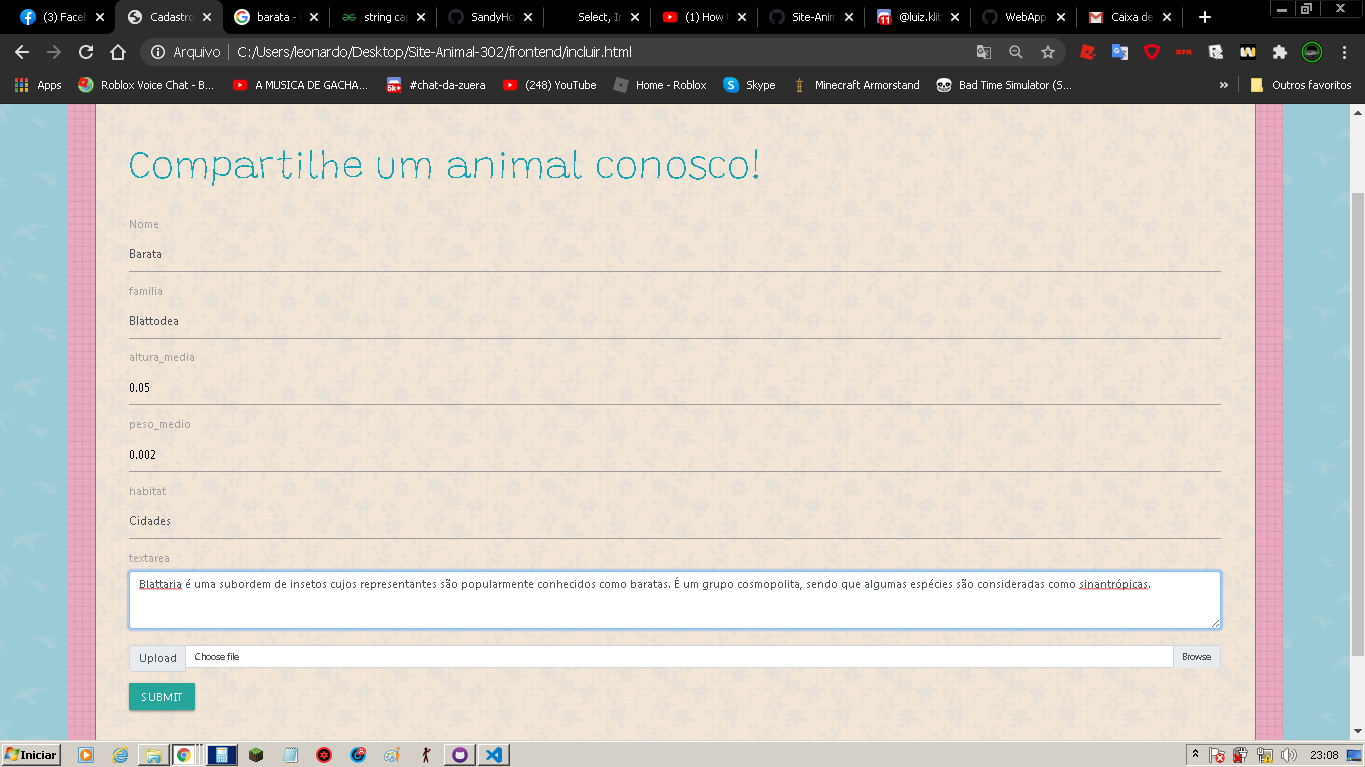 (3) Faceb
Cadastro
barata -
string cap
SandyHo
Select, In
(1) How t
Site-Anim
@luiz.klit
WebApp
Caixa de
Arquivo C:/Users/leonardo/Desktop/Site-Animal-302/frontend/incluir.html
Apps
Roblox Voice Chat - B...
A MUSICA DE GACHA...
5K+
#chat-da-zuera
(248) YouTube
Home - Roblox
Skype
Minecraft Armorstand
Bad Time Simulator (S...
»
Outros favoritos
Compartilhe um animal conosco!
Nome
Barata
familia
Blattodea
altura_media
0.05
peso_medio
0.002
habitat
Cidades
textarea
Blattaria é uma subordem de insetos cujos representantes são popularmente conhecidos como baratas. É um grupo cosmopolita, sendo que algumas espécies são consideradas como sinantrópicas.
Upload
Choose file
Browse
SUBMIT
Iniciar
23:08